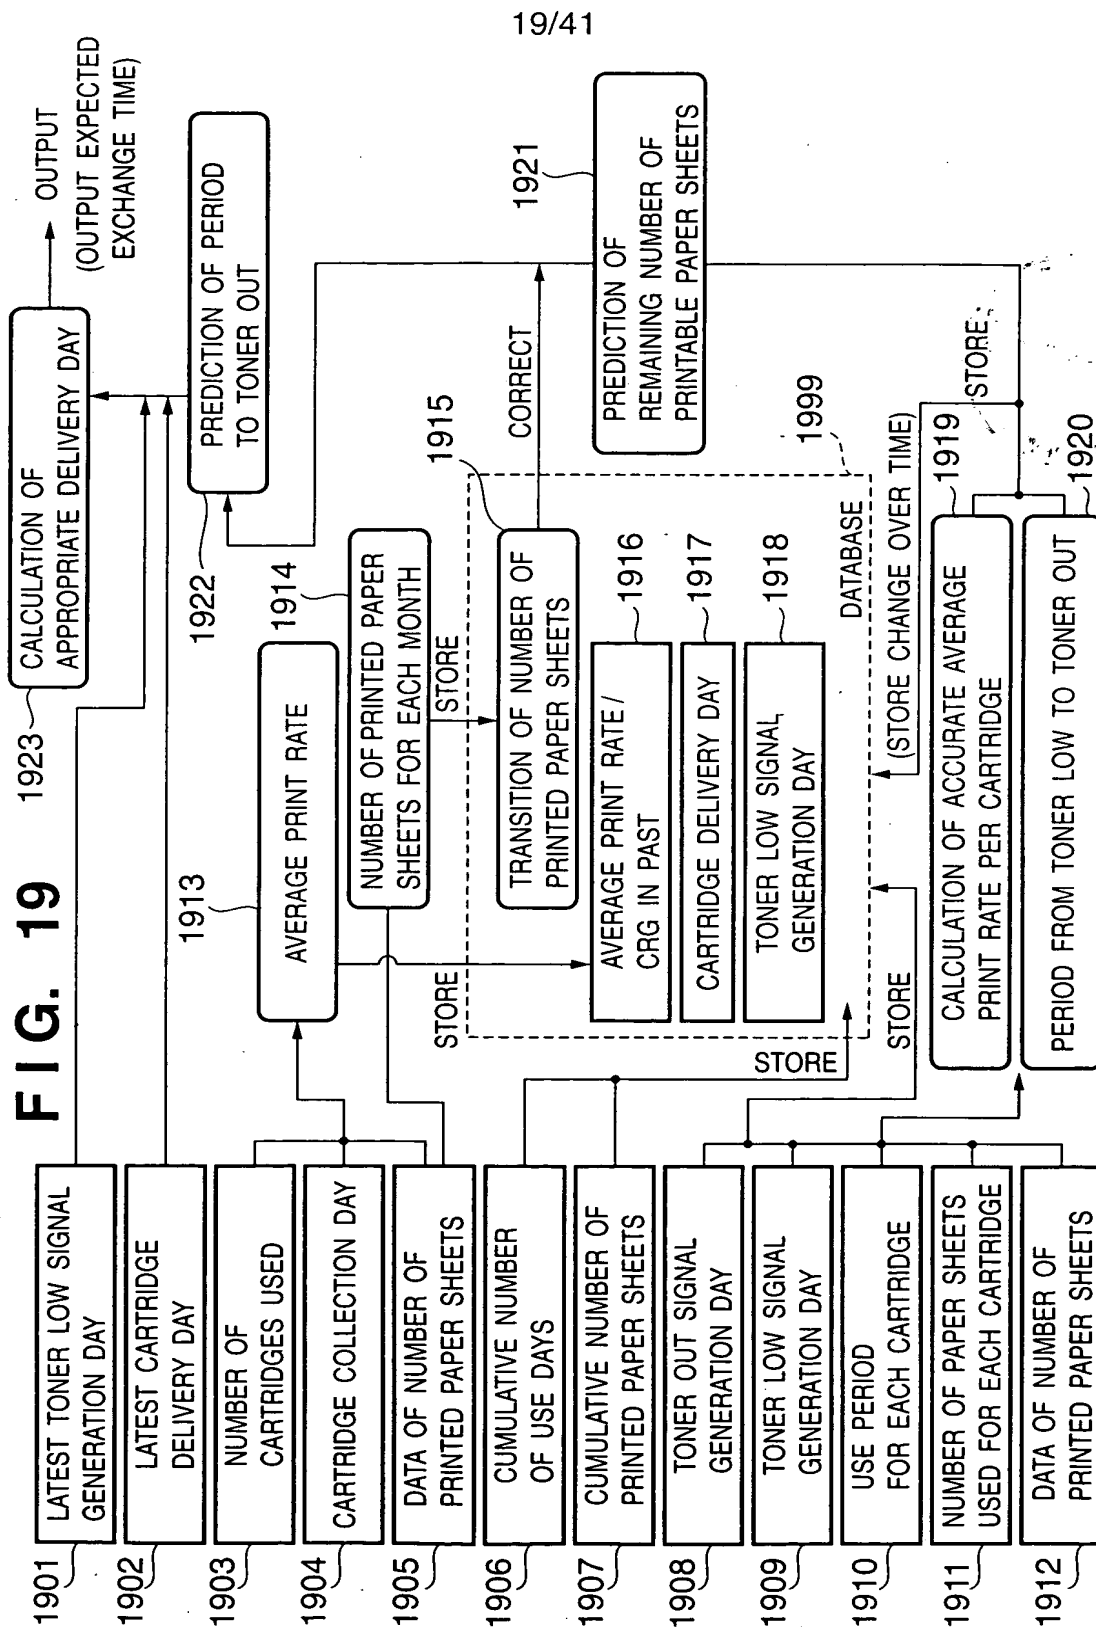 19/41
FIG. 19
1901
LATEST TONER LOW SIGNAL
GENERATION DAY
1902
LATEST CARTRIDGE
DELIVERY DAY
1903
NUMBER OF
CARTRIDGES USED
1904
CARTRIDGE COLLECTION DAY
1905
DATA OF NUMBER OF
PRINTED PAPER SHEETS
1906
CUMULATIVE NUMBER
OF USE DAYS
1907
CUMULATIVE NUMBER OF
PRINTED PAPER SHEETS
1908
TONER OUT SIGNAL
GENERATION DAY
1909
TONER LOW SIGNAL
GENERATION DAY
1910
USE PERIOD
FOR EACH CARTRIDGE
1911
NUMBER OF PAPER SHEETS
USED FOR EACH CARTRIDGE
1912
DATA OF NUMBER OF
PRINTED PAPER SHEETS
1913
AVERAGE PRINT RATE
1914
NUMBER OF PRINTED PAPER
SHEETS FOR EACH MONTH
STORE
STORE
1915
TRANSITION OF NUMBER OF
PRINTED PAPER SHEETS
1916
AVERAGE PRINT RATE /
CRG IN PAST
1917
CARTRIDGE DELIVERY DAY
1918
TONER LOW SIGNAL
GENERATION DAY
DATABASE
1999
STORE
STORE
(STORE CHANGE OVER TIME)
STORE
1919
CALCULATION OF ACCURATE AVERAGE
PRINT RATE PER CARTRIDGE
1920
PERIOD FROM TONER LOW TO TONER OUT
CORRECT
1921
PREDICTION OF
REMAINING NUMBER OF
PRINTABLE PAPER SHEETS
1922
PREDICTION OF PERIOD
TO TONER OUT
1923
CALCULATION OF
APPROPRIATE DELIVERY DAY
OUTPUT
(OUTPUT EXPECTED
EXCHANGE TIME)